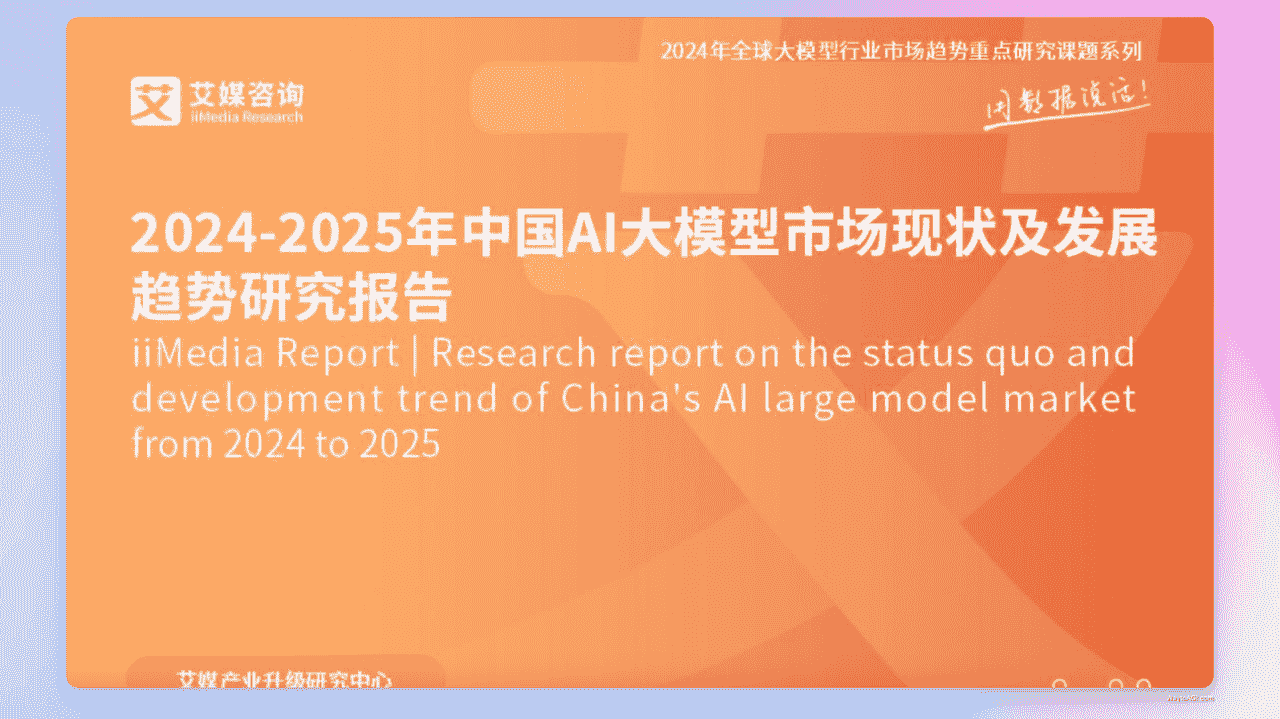 2024年全球大模型行业市场趋势重点研究课题系列
艾媒咨询
iiMedia Research
用数据说话!
2024-2025年中国AI大模型市场现状及发展
趋势研究报告
iiMedia Report | Research report on the status quo and
development trend of China's AI large model market
from 2024 to 2025
艾媒产业升级研究中心